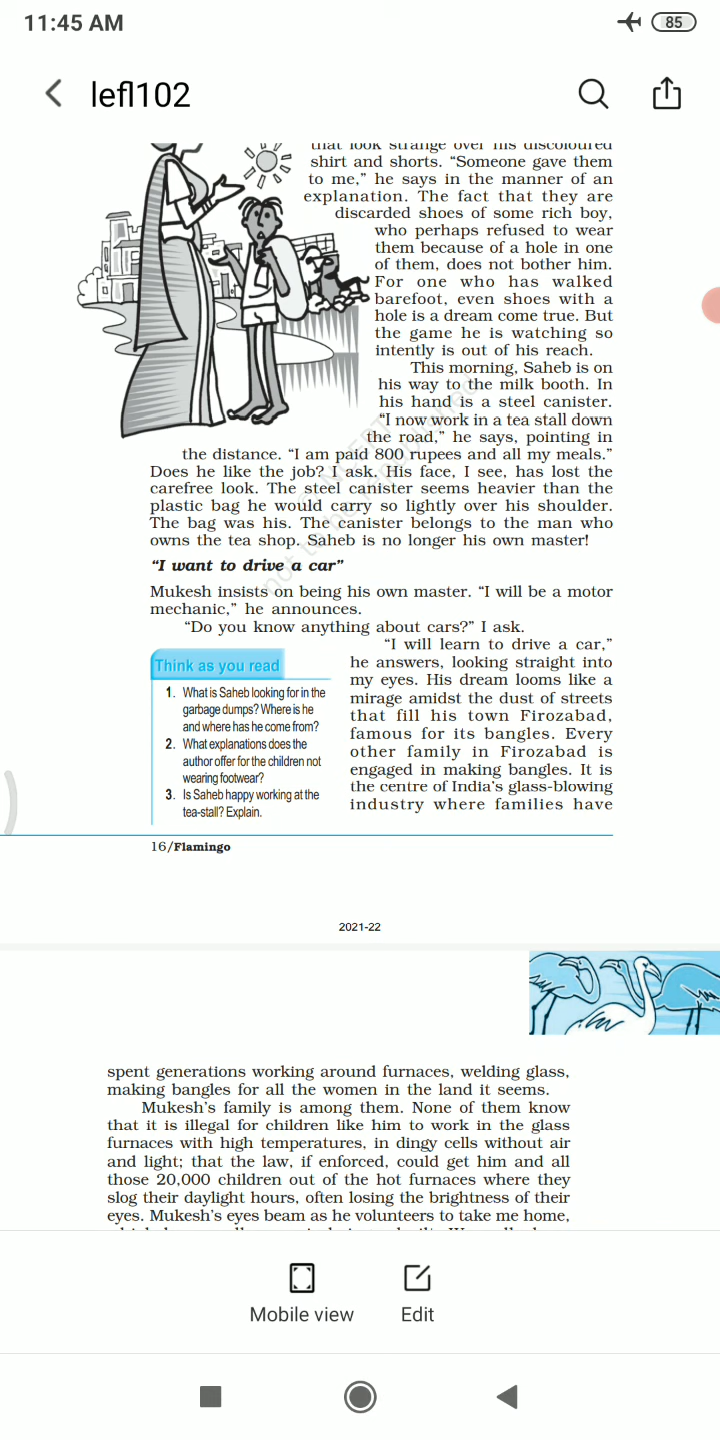 11:45 AM
85
lefl102
that look strange over his discoloured
shirt and shorts. “Someone gave them
to me,” he says in the manner of an
explanation. The fact that they are
discarded shoes of some rich boy,
who perhaps refused to wear
them because of a hole in one
of them, does not bother him.
For one who has walked
barefoot, even shoes with a
hole is a dream come true. But
the game he is watching so
intently is out of his reach.
This morning, Saheb is on
his way to the milk booth. In
his hand is a steel canister.
“I now work in a tea stall down
the road,” he says, pointing in
the distance. “I am paid 800 rupees and all my meals.”
Does he like the job? I ask. His face, I see, has lost the
carefree look. The steel canister seems heavier than the
plastic bag he would carry so lightly over his shoulder.
The bag was his. The canister belongs to the man who
owns the tea shop. Saheb is no longer his own master!
“I want to drive a car”
Mukesh insists on being his own master. “I will be a motor
mechanic,” he announces.
“Do you know anything about cars?” I ask.
“I will learn to drive a car,”
he answers, looking straight into
my eyes. His dream looms like a
mirage amidst the dust of streets
that fill his town Firozabad,
famous for its bangles. Every
other family in Firozabad is
engaged in making bangles. It is
the centre of India’s glass-blowing
industry where families have
Think as you read
1. What is Saheb looking for in the
garbage dumps? Where is he
and where has he come from?
2. What explanations does the
author offer for the children not
wearing footwear?
3. Is Saheb happy working at the
tea-stall? Explain.
16/Flamingo
2021-22
spent generations working around furnaces, welding glass,
making bangles for all the women in the land it seems.
Mukesh’s family is among them. None of them know
that it is illegal for children like him to work in the glass
furnaces with high temperatures, in dingy cells without air
and light; that the law, if enforced, could get him and all
those 20,000 children out of the hot furnaces where they
slog their daylight hours, often losing the brightness of their
eyes. Mukesh’s eyes beam as he volunteers to take me home,
Mobile view
Edit